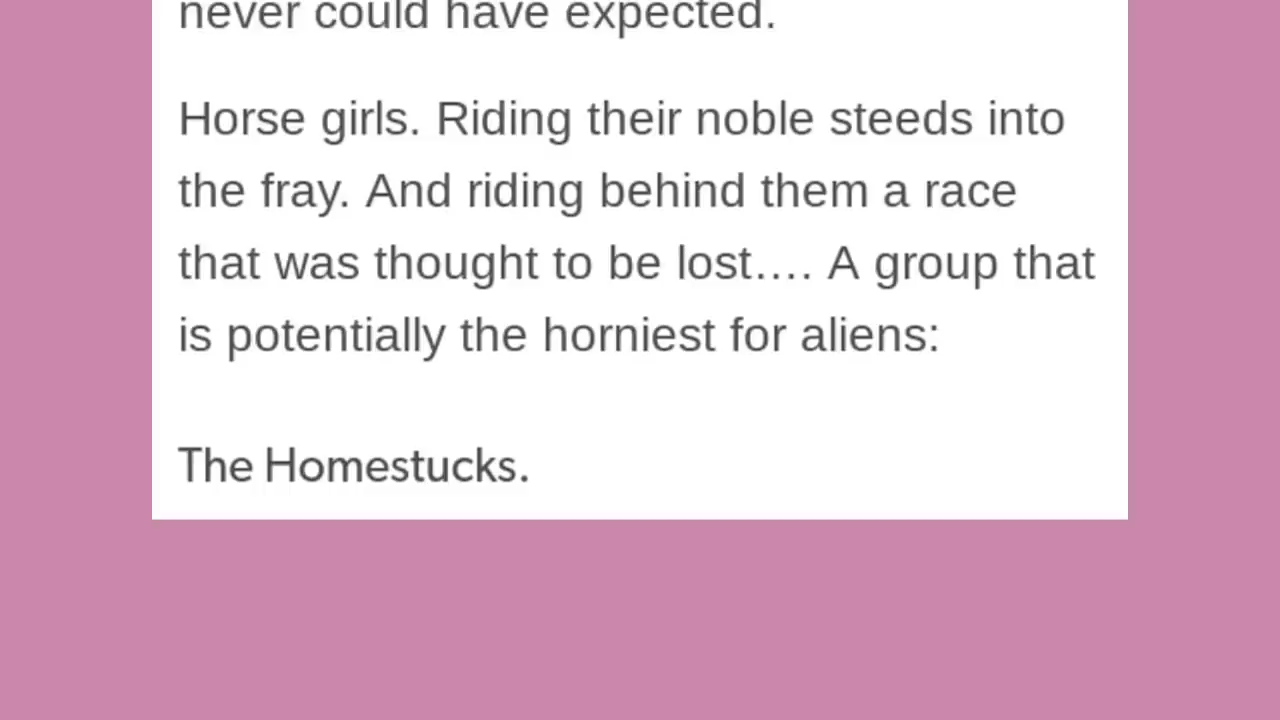 never could have expected.
Horse girls. Riding their noble steeds into
the fray. And riding behind them a race
that was thought to be lost.... A group that
is potentially the horniest for aliens:
The Homestucks.